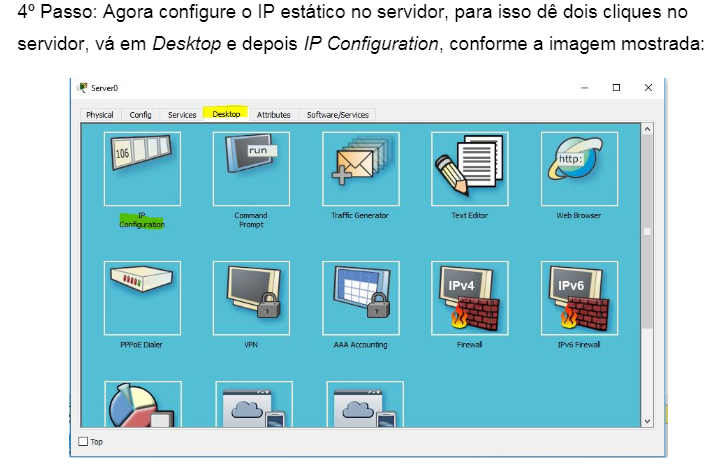 4º Passo: Agora configure o IP estático no servidor, para isso dê dois cliques no
servidor, vá em Desktop e depois IP Configuration, conforme a imagem mostrada:
Server0
Physical Config Services Desktop Attributes Software/Services
106
run
http:
IP
Configuration
Command
Prompt
Traffic Generator
Text Editor
Web Browser
IPv4
IPv6
PPPoE Dialer
VPN
AAA Accounting
Firewall
IPv6 Firewall
Top